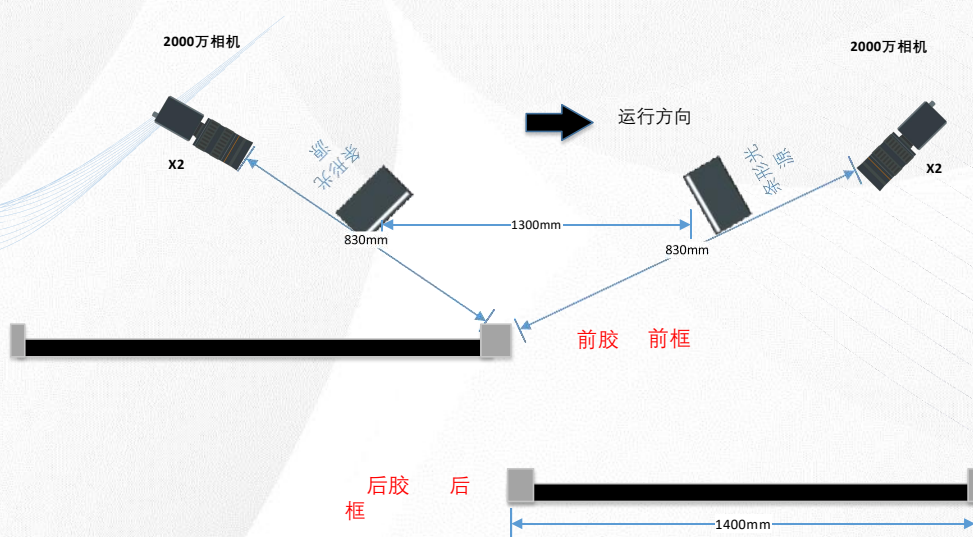 2000万相机
2000万相机
运行方向
X2
条形光
源
条形光
源
X2
1300mm
830mm
830mm
前胶 前框
后胶 后
框
1400mm